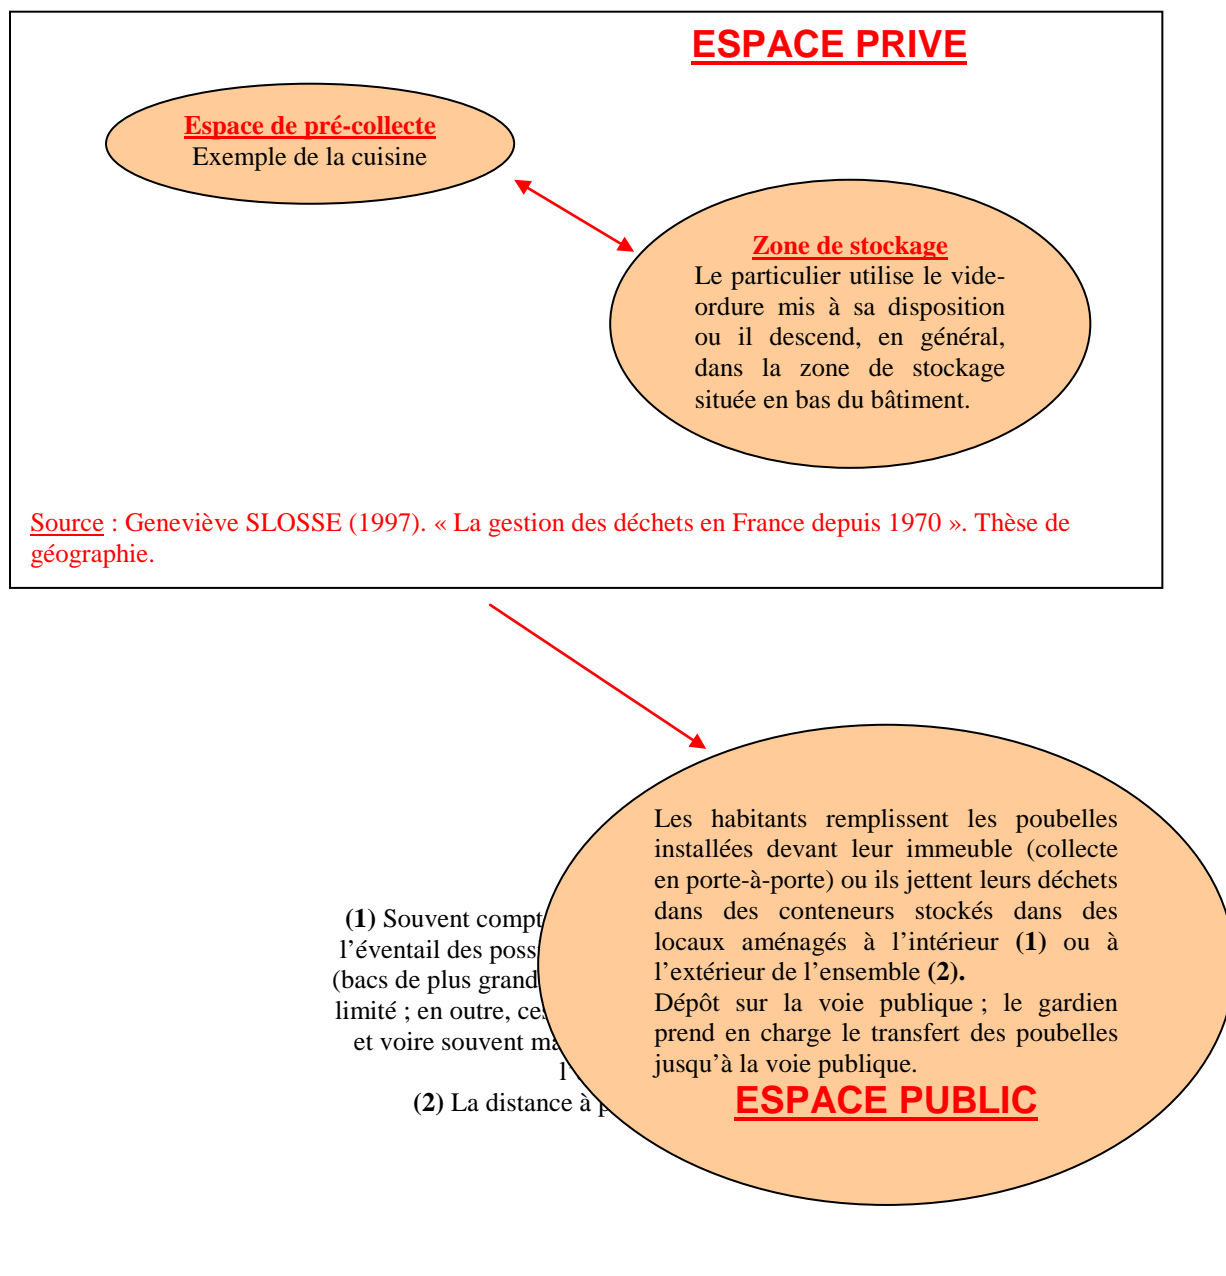 ESPACE PRIVE
Espace de pré-collecte
Exemple de la cuisine
Zone de stockage
Le particulier utilise le vide-
ordure mis à sa disposition
ou il descend, en général,
dans la zone de stockage
située en bas du bâtiment.
Source : Geneviève SLOSSE (1997). « La gestion des déchets en France depuis 1970 ». Thèse de
géographie.
Les habitants remplissent les poubelles
installées devant leur immeuble (collecte
en porte-à-porte) ou ils jettent leurs déchets
dans des conteneurs stockés dans des
locaux aménagés à l’intérieur (1) ou à
l’extérieur de l’ensemble (2).
Dépôt sur la voie publique ; le gardien
prend en charge le transfert des poubelles
jusqu’à la voie publique.
ESPACE PUBLIC
(1) Souvent
l’éventail des
(bacs de plus
limité ; en outre,
et voire souvent
(2) La distance à